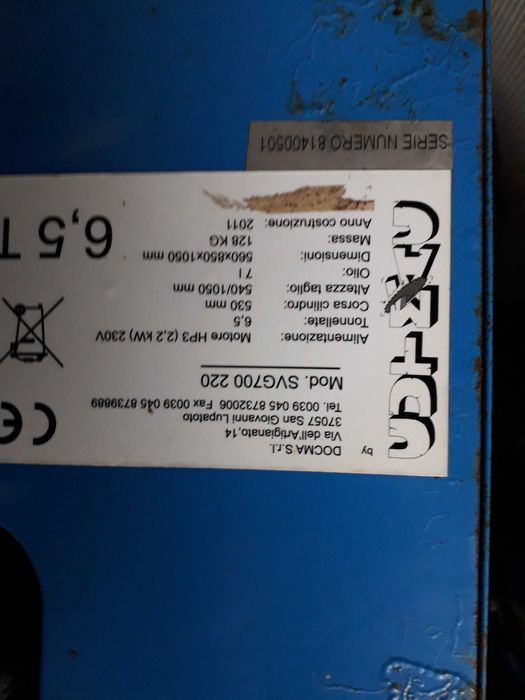 by
DOCMA S.r.l.
Via dell'Artigianato,14
37057 San Giovanni Lupatoto
Tel. 0039 045 8732006 Fax 0039 045 8739889
Mod. SVG700 220
Alimentazione: Motore HP3 (2,2 kW) 230V
Tonnellate: 6,5
Corsa cilindro: 530 mm
Altezza taglio: 540/1050 mm
Olio: 7 l
Dimensioni: 560x850x1050 mm
Massa: 128 KG
Anno costruzione: 2011
CE
6,5 T
SERIE NUMERO 81400501